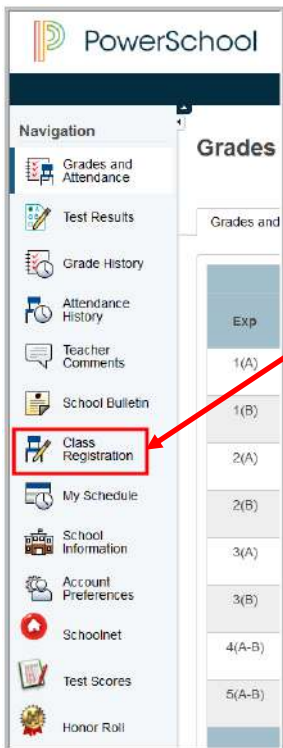 PowerSchool
Navigation
Grades and
Attendance
Test Results
Grade History
Attendance
History
Teacher
Comments
School Bulletin
Class
Registration
My Schedule
School
Information
Account
Preferences
Schoolnet
Test Scores
Honor Roll
Grades
Grades and
Exp
1(A)
1(B)
2(A)
2(B)
3(A)
3(B)
4(A-B)
5(A-B)